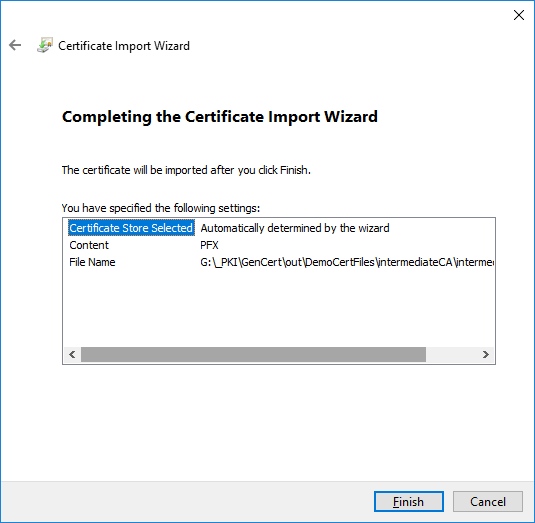 Certificate Import Wizard
Completing the Certificate Import Wizard
The certificate will be imported after you click Finish.
You have specified the following settings:
Certificate Store Selected Automatically determined by the wizard
Content PFX
File Name G:\_PKI\GenCert\out\DemoCertFiles\intermediateCA\intermed
Finish Cancel